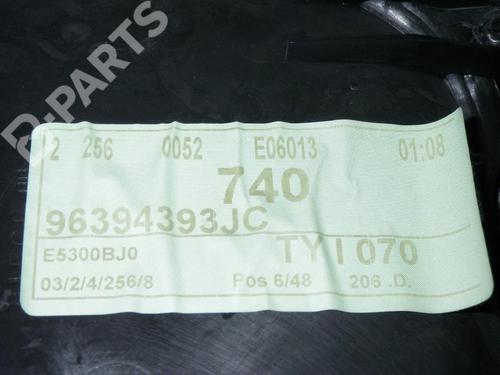 D-PARTS
2 256 0052 E06013 01:08
740
96394393JC
E5300BJ0 TY I 070
03/2/4/256/8 Pos 6/48 206 .D.